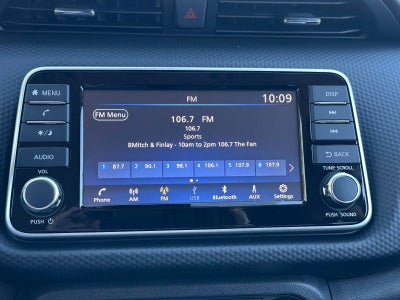 MENU
DISP
FM 10:09
FM Menu
106.7 FM
106.7
Sports
BMitch & Finlay - 10am to 2pm 106.7 The Fan
AUDIO
BACK
1 87.7 2 90.1 3 98.1 4 106.1 5 107.9 6 107.9
VOL
TUNE·SCROLL
Phone AM FM USB Bluetooth AUX Settings
PUSH
PUSH SOUND